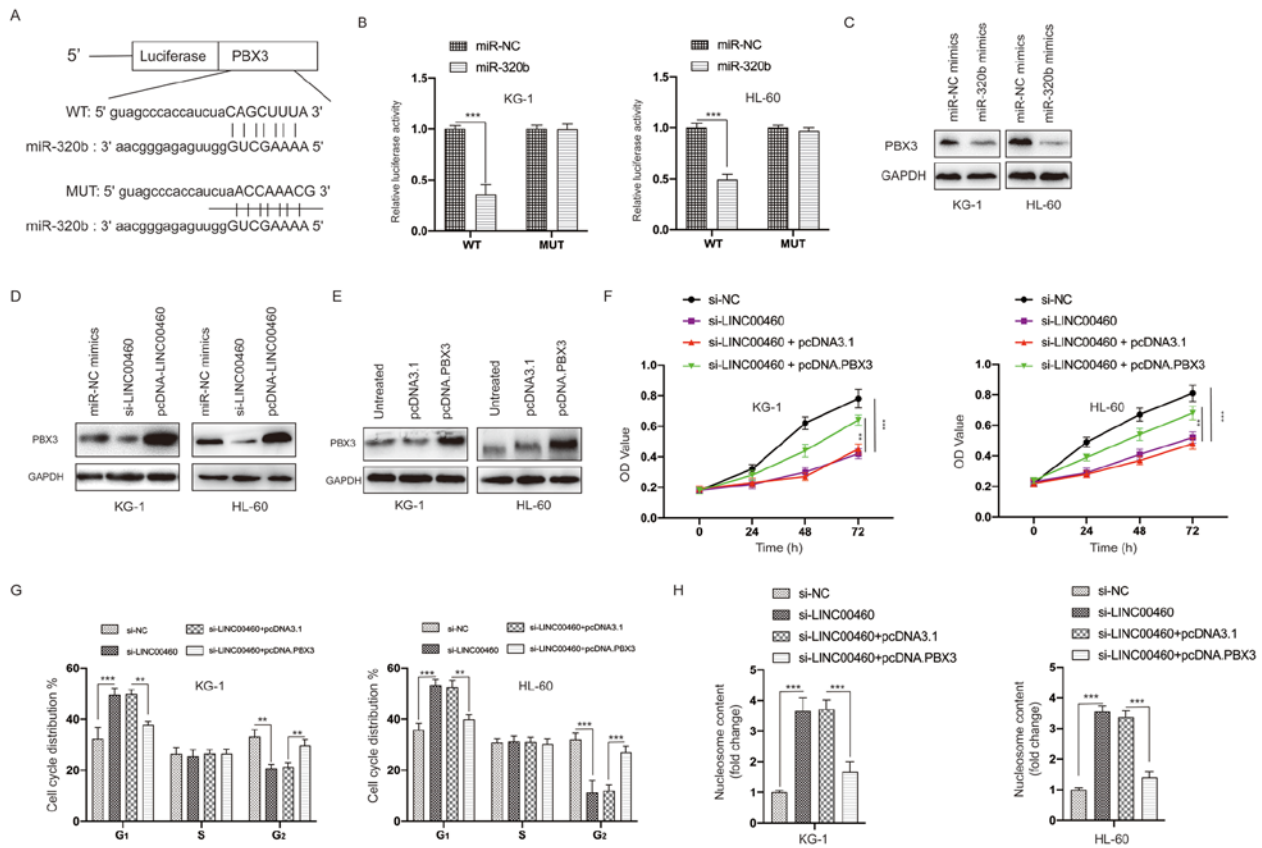 A
5'
Luciferase
PBX3
WT: 5' guagcccaccaucuaCAGCUUUA 3'
miR-320b : 3' aacgggagaguuggGUCGAAAA 5'
MUT: 5' guagcccaccaucuaACCAAACG 3'
miR-320b : 3' aacgggagaguuggGUCGAAAA 5'
B
miR-NC
miR-320b
KG-1
Relative luciferase activity
1.5
1.0
0.5
0.0
***
WT
MUT
miR-NC
miR-320b
HL-60
Relative luciferase activity
1.5
1.0
0.5
0.0
***
WT
MUT
C
miR-NC mimics
miR-320b mimics
miR-NC mimics
miR-320b mimics
PBX3
GAPDH
KG-1
HL-60
D
miR-NC mimics
si-LINC00460
pcDNA-LINC00460
miR-NC mimics
si-LINC00460
pcDNA-LINC00460
PBX3
GAPDH
KG-1
HL-60
E
Untreated
pcDNA3.1
pcDNA.PBX3
Untreated
pcDNA3.1
pcDNA.PBX3
PBX3
GAPDH
KG-1
HL-60
F
si-NC
si-LINC00460
si-LINC00460 + pcDNA3.1
si-LINC00460 + pcDNA.PBX3
KG-1
OD Value
1.0
0.8
0.6
0.4
0.2
0.0
**
***
0
24
48
72
Time (h)
si-NC
si-LINC00460
si-LINC00460 + pcDNA3.1
si-LINC00460 + pcDNA.PBX3
HL-60
OD Value
1.0
0.8
0.6
0.4
0.2
0.0
**
***
0
24
48
72
Time (h)
G
si-NC
si-LINC00460
si-LINC00460+pcDNA3.1
si-LINC00460+pcDNA.PBX3
KG-1
Cell cycle distribution %
60
40
20
0
***
**
**
**
G1
S
G2
si-NC
si-LINC00460
si-LINC00460+pcDNA3.1
si-LINC00460+pcDNA.PBX3
HL-60
Cell cycle distribution %
60
40
20
0
***
**
***
***
G1
S
G2
H
si-NC
si-LINC00460
si-LINC00460+pcDNA3.1
si-LINC00460+pcDNA.PBX3
Nucleosome content
(fold change)
5
4
3
2
1
0
***
***
KG-1
si-NC
si-LINC00460
si-LINC00460+pcDNA3.1
si-LINC00460+pcDNA.PBX3
Nucleosome content
(fold change)
5
4
3
2
1
0
***
***
HL-60